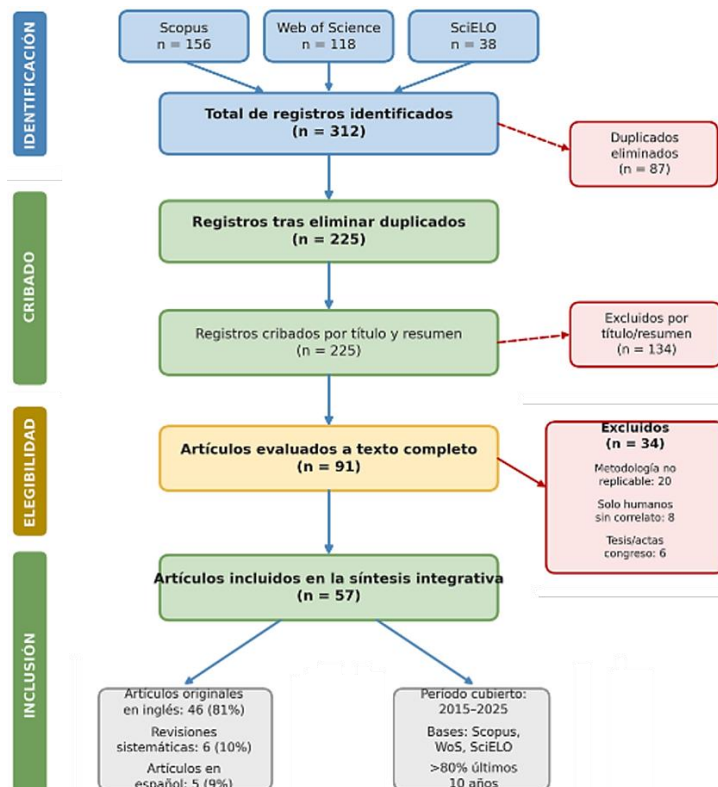 IDENTIFICACIÓN
Scopus
n = 156
Web of Science
n = 118
SciELO
n = 38
Total de registros identificados
(n = 312)
Duplicados
eliminados
(n = 87)
CRIBADO
Registros tras eliminar duplicados
(n = 225)
Registros cribados por título y resumen
(n = 225)
Excluidos por
título/resumen
(n = 134)
ELEGIBILIDAD
Artículos evaluados a texto completo
(n = 91)
Excluidos
(n = 34)
Metodología no
replicable: 20
Solo humanos
sin correlato: 8
Tesis/actas
congreso: 6
INCLUSIÓN
Artículos incluidos en la síntesis integrativa
(n = 57)
Artículos originales
en inglés: 46 (81%)
Revisiones
sistemáticas: 6 (10%)
Artículos en
español: 5 (9%)
Período cubierto:
2015–2025
Bases: Scopus,
WoS, SciELO
>80% últimos
10 años